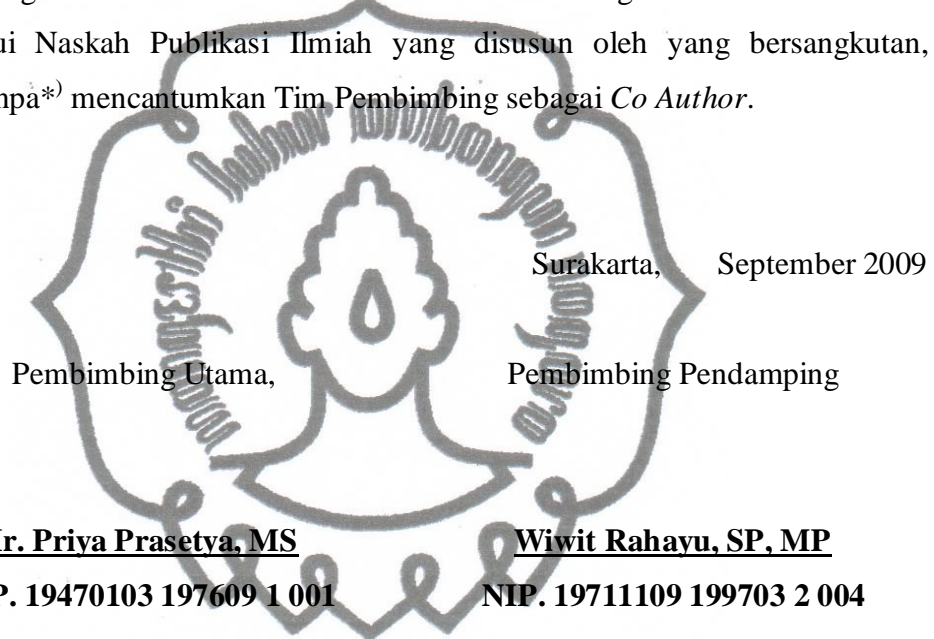 ui Naskah Publikasi Ilmiah yang disusun oleh yang bersangkutan,
npa*) mencantumkan Tim Pembimbing sebagai Co Author.
Surakarta, September 2009
Pembimbing Utama, Pembimbing Pendamping
Ir. Priya Prasetya, MS Wiwit Rahayu, SP, MP
P. 19470103 197609 1 001 NIP. 19711109 199703 2 004